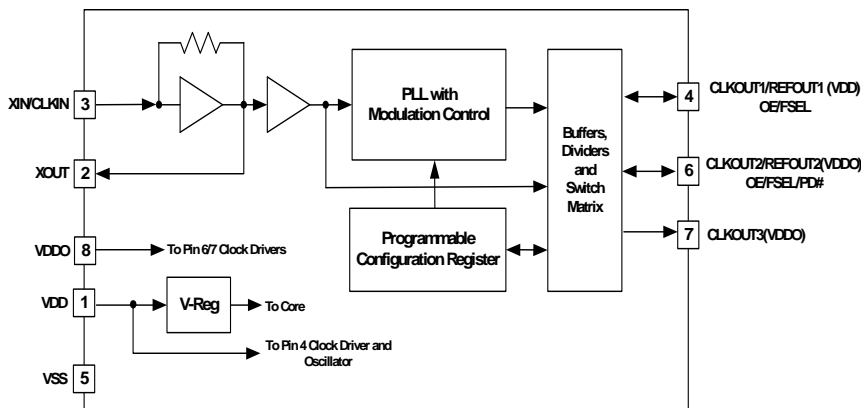 XIN/CLKIN
3
XOUT
2
VDDO
8
To Pin 6/7 Clock Drivers
VDD
1
V-Reg
To Core
To Pin 4 Clock Driver and
Oscillator
VSS
5
PLL with
Modulation Control
Programmable
Configuration Register
Buffers,
Dividers
and
Switch
Matrix
4
CLKOUT1/REFOUT1 (VDD)
OE/FSEL
6
CLKOUT2/REFOUT2(VDDO)
OE/FSEL/PD#
7
CLKOUT3(VDDO)